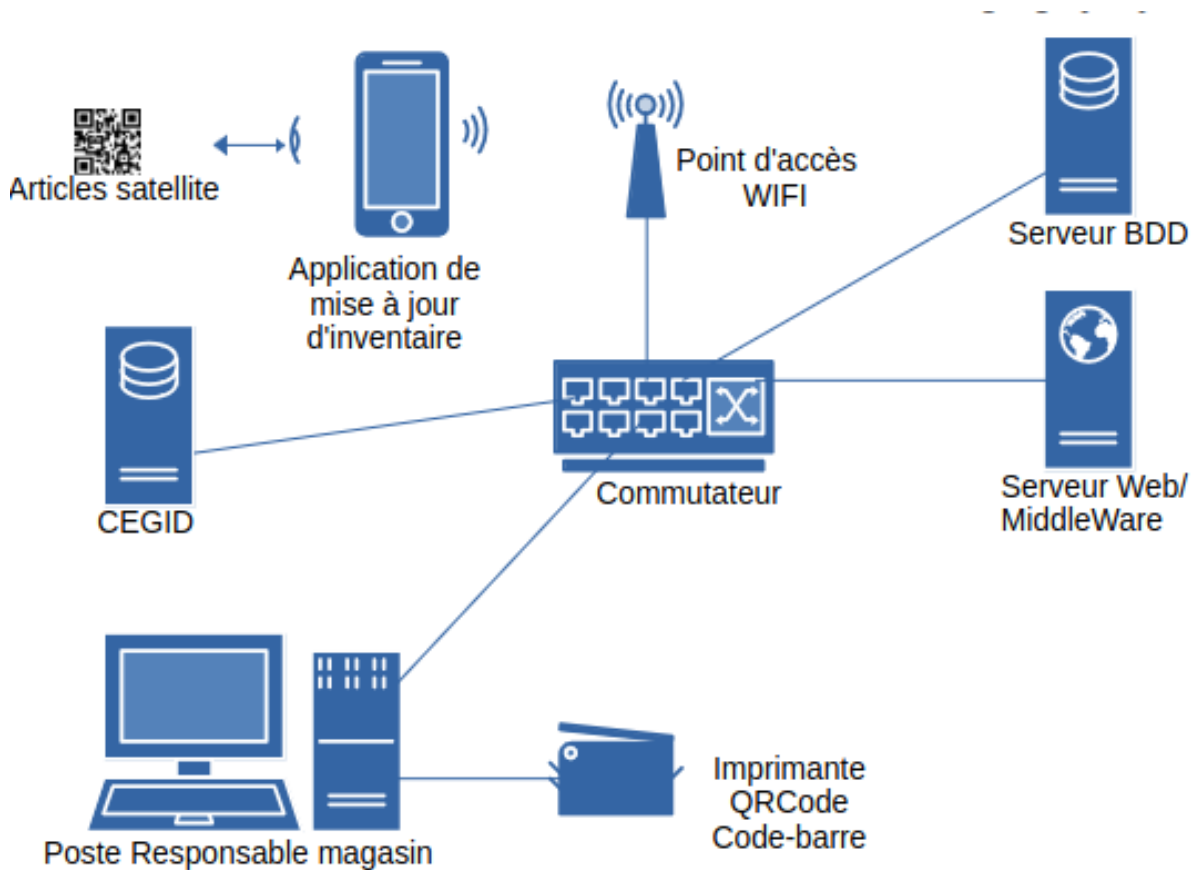 Articles satellite
Application de
mise à jour
d'inventaire
Point d'accès
WIFI
Serveur BDD
CEGID
Commutateur
Serveur Web/
MiddleWare
Poste Responsable magasin
Imprimante
QRCode
Code-barre